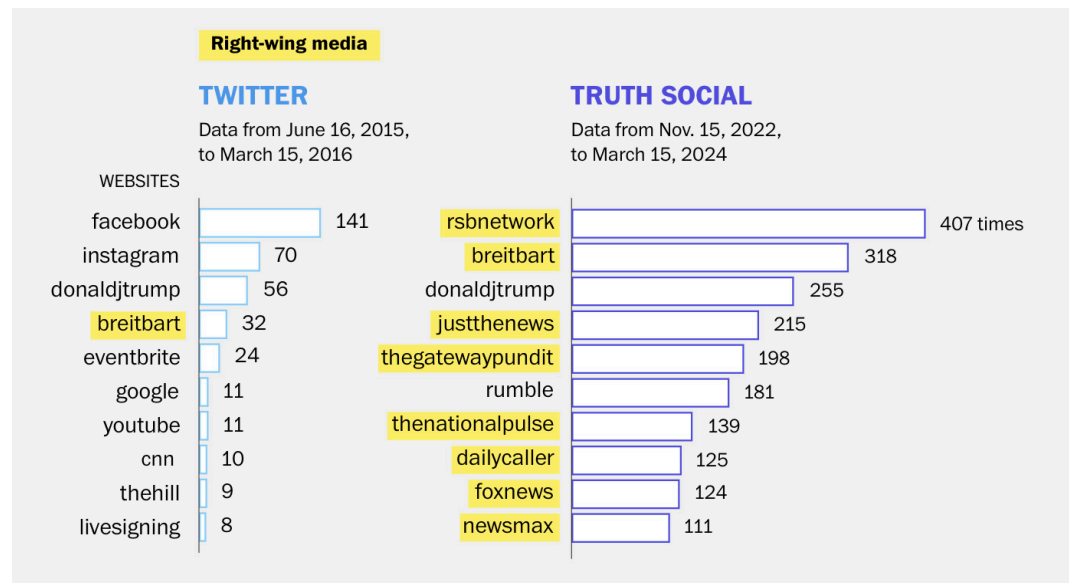 Right-wing media
TWITTER
Data from June 16, 2015,
to March 15, 2016
WEBSITES
facebook 141
instagram 70
donaldjtrump 56
breitbart 32
eventbrite 24
google 11
youtube 11
cnn 10
thehill 9
livesigning 8
TRUTH SOCIAL
Data from Nov. 15, 2022,
to March 15, 2024
rsbnetwork 407 times
breitbart 318
donaldjtrump 255
justthenews 215
thegatewaypundit 198
rumble 181
thenationalpulse 139
dailycaller 125
foxnews 124
newsmax 111